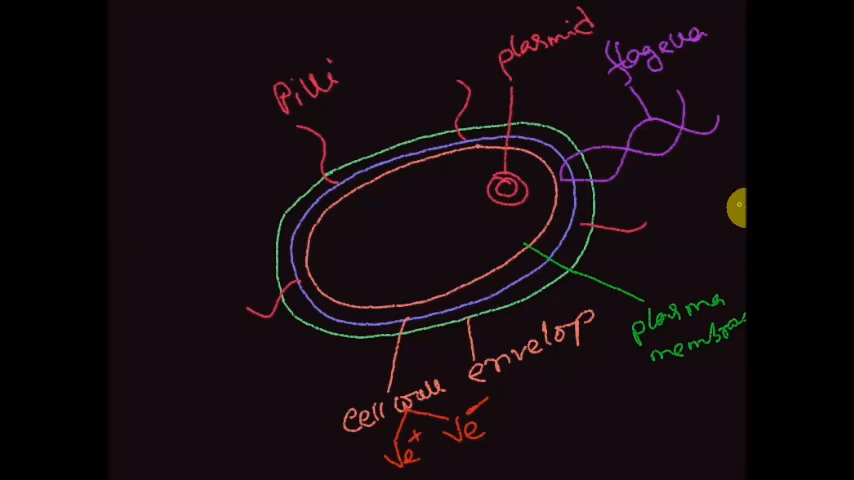 plasmid
flagella
Pilli
plasma
membrane
envelop
Cell wall
+ve -ve